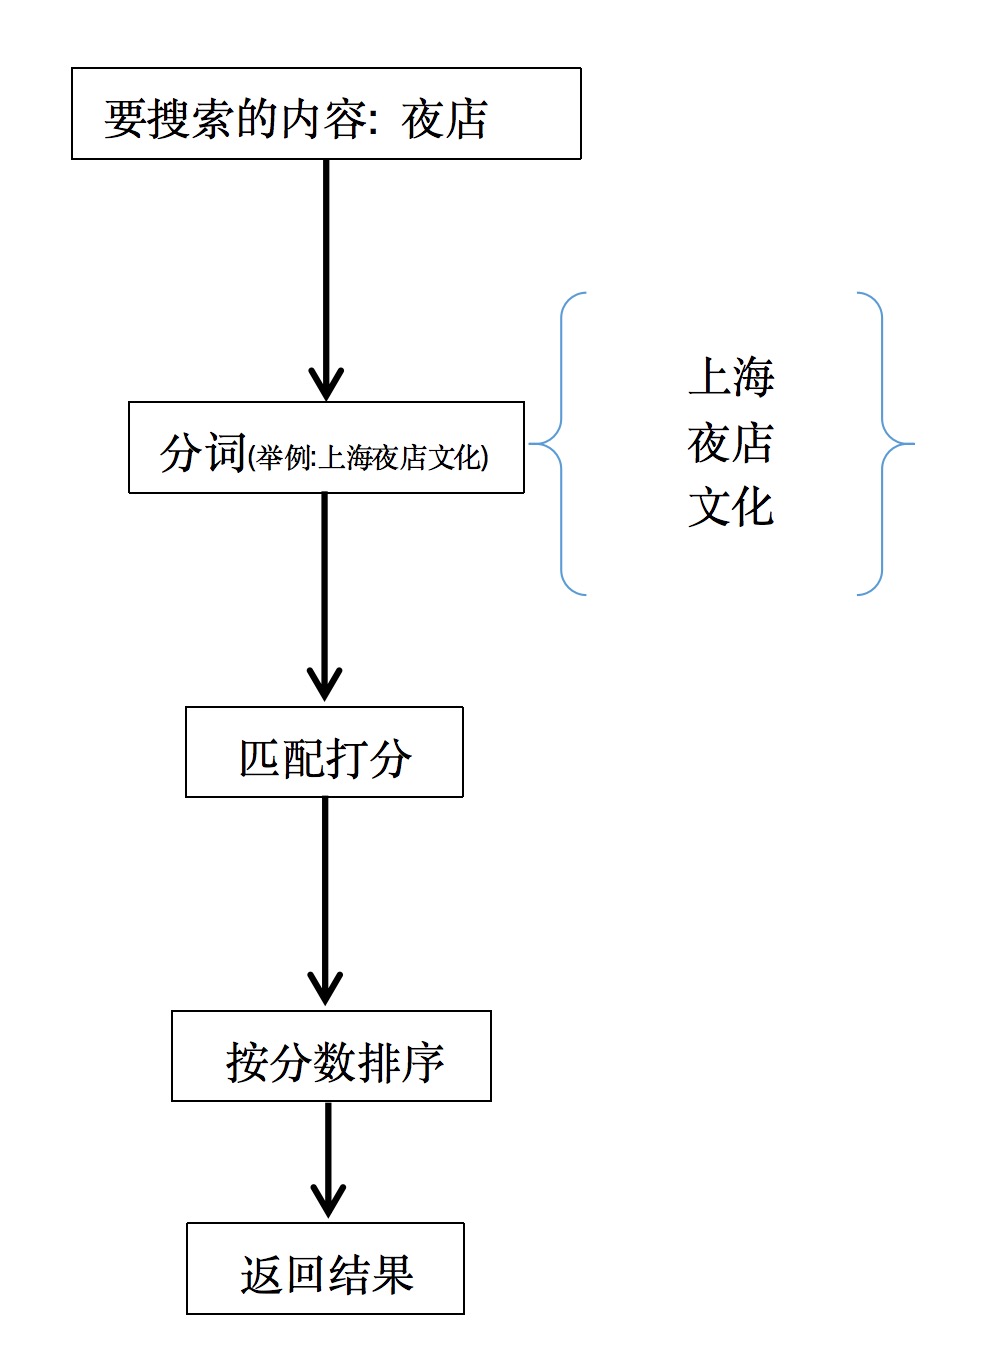 要搜索的内容: 夜店
分词(举例:上海夜店文化)
上海
夜店
文化
匹配打分
按分数排序
返回结果